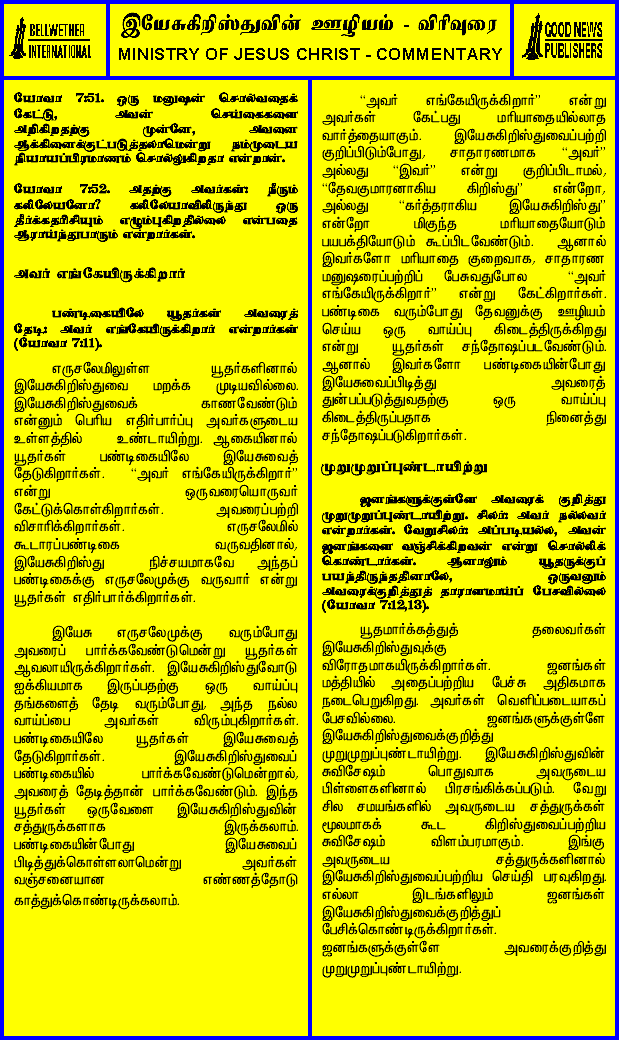 BELLWETHER
INTERNATIONAL
இயேசுகிறிஸ்துவின் ஊழியம் - விரிவுரை
MINISTRY OF JESUS CHRIST - COMMENTARY
GOOD NEWS
PUBLISHERS
யோவா 7:51. ஒரு மனுஷன் சொல்வதைக்
கேட்டு, அவன் செய்கைகளை
அறிகிறதற்கு முன்னே, அவனை
ஆக்கினைக்குட்படுத்தலாமென்று நம்முடைய
நியாயப்பிரமாணம் சொல்லுகிறதா என்றான்.
யோவா 7:52. அதற்கு அவர்கள்: நீரும்
கலிலேயனோ? கலிலேயாவிலிருந்து ஒரு
தீர்க்கதரிசியும் எழும்புகிறதில்லை என்பதை
ஆராய்ந்துபாரும் என்றார்கள்.
அவர் எங்கேயிருக்கிறார்
பண்டிகையிலே யூதர்கள் அவரைத்
தேடி: அவர் எங்கேயிருக்கிறார் என்றார்கள்
(யோவா 7:11).
எருசலேமிலுள்ள யூதர்களினால்
இயேசுகிறிஸ்துவை மறக்க முடியவில்லை.
இயேசுகிறிஸ்துவைக் காணவேண்டும்
என்னும் பெரிய எதிர்பார்ப்பு அவர்களுடைய
உள்ளத்தில் உண்டாயிற்று. ஆகையினால்
யூதர்கள் பண்டிகையிலே இயேசுவைத்
தேடுகிறார்கள். “அவர் எங்கேயிருக்கிறார்”
என்று ஒருவரையொருவர்
கேட்டுக்கொள்கிறார்கள். அவரைப்பற்றி
விசாரிக்கிறார்கள். எருசலேமில்
கூடாரப்பண்டிகை வருவதினால்,
இயேசுகிறிஸ்து நிச்சயமாகவே அந்தப்
பண்டிகைக்கு எருசலேமுக்கு வருவார் என்று
யூதர்கள் எதிர்பார்க்கிறார்கள்.
இயேசு எருசலேமுக்கு வரும்போது
அவரைப் பார்க்கவேண்டுமென்று யூதர்கள்
ஆவலாயிருக்கிறார்கள். இயேசுகிறிஸ்துவோடு
ஐக்கியமாக இருப்பதற்கு ஒரு வாய்ப்பு
தங்களைத் தேடி வரும்போது, அந்த நல்ல
வாய்ப்பை அவர்கள் விரும்புகிறார்கள்.
பண்டிகையிலே யூதர்கள் இயேசுவைத்
தேடுகிறார்கள். இயேசுகிறிஸ்துவைப்
பண்டிகையில் பார்க்கவேண்டுமென்றால்,
அவரைத் தேடித்தான் பார்க்கவேண்டும். இந்த
யூதர்கள் ஒருவேளை இயேசுகிறிஸ்துவின்
சத்துருக்களாக இருக்கலாம்.
பண்டிகையின்போது இயேசுவைப்
பிடித்துக்கொள்ளலாமென்று அவர்கள்
வஞ்சனையான எண்ணத்தோடு
காத்துக்கொண்டிருக்கலாம்.
“அவர் எங்கேயிருக்கிறார்” என்று
அவர்கள் கேட்பது மரியாதையில்லாத
வார்த்தையாகும். இயேசுகிறிஸ்துவைப்பற்றி
குறிப்பிடும்போது, சாதாரணமாக “அவர்”
அல்லது “இவர்” என்று குறிப்பிடாமல்,
“தேவகுமாரனாகிய கிறிஸ்து” என்றோ,
அல்லது “கர்த்தராகிய இயேசுகிறிஸ்து”
என்றோ மிகுந்த மரியாதையோடும்
பயபக்தியோடும் கூப்பிடவேண்டும். ஆனால்
இவர்களோ மரியாதை குறைவாக, சாதாரண
மனுஷரைப்பற்றிப் பேசுவதுபோல “அவர்
எங்கேயிருக்கிறார்” என்று கேட்கிறார்கள்.
பண்டிகை வரும்போது தேவனுக்கு ஊழியம்
செய்ய ஒரு வாய்ப்பு கிடைத்திருக்கிறது
என்று யூதர்கள் சந்தோஷப்படவேண்டும்.
ஆனால் இவர்களோ பண்டிகையின்போது
இயேசுவைப்பிடித்து அவரைத்
துன்பப்படுத்துவதற்கு ஒரு வாய்ப்பு
கிடைத்திருப்பதாக நினைத்து
சந்தோஷப்படுகிறார்கள்.
முறுமுறுப்புண்டாயிற்று
ஜனங்களுக்குள்ளே அவரைக் குறித்து
முறுமுறுப்புண்டாயிற்று. சிலர்: அவர் நல்லவர்
என்றார்கள். வேறுசிலர்: அப்படியல்ல, அவன்
ஜனங்களை வஞ்சிக்கிறவன் என்று சொல்லிக்
கொண்டார்கள். ஆனாலும் யூதருக்குப்
பயந்திருந்ததினாலே, ஒருவனும்
அவரைக்குறித்துத் தாராளமாய்ப் பேசவில்லை
(யோவா 7:12,13).
யூதமார்க்கத்துத் தலைவர்கள்
இயேசுகிறிஸ்துவுக்கு
விரோதமாகயிருக்கிறார்கள். ஜனங்கள்
மத்தியில் அதைப்பற்றிய பேச்சு அதிகமாக
நடைபெறுகிறது. அவர்கள் வெளிப்படையாகப்
பேசவில்லை. ஜனங்களுக்குள்ளே
இயேசுகிறிஸ்துவைக்குறித்து
முறுமுறுப்புண்டாயிற்று. இயேசுகிறிஸ்துவின்
சுவிசேஷம் பொதுவாக அவருடைய
பிள்ளைகளினால் பிரசங்கிக்கப்படும். வேறு
சில சமயங்களில் அவருடைய சத்துருக்கள்
மூலமாகக் கூட கிறிஸ்துவைப்பற்றிய
சுவிசேஷம் விளம்பரமாகும். இங்கு
அவருடைய சத்துருக்களினால்
இயேசுகிறிஸ்துவைப்பற்றிய செய்தி பரவுகிறது.
எல்லா இடங்களிலும் ஜனங்கள்
இயேசுகிறிஸ்துவைக்குறித்துப்
பேசிக்கொண்டிருக்கிறார்கள்.
ஜனங்களுக்குள்ளே அவரைக்குறித்து
முறுமுறுப்புண்டாயிற்று.